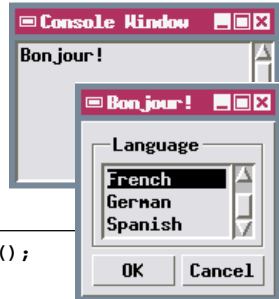 Console Window
Bonjour!
Bonjour!
Language
French
German
Spanish
();
OK Cancel